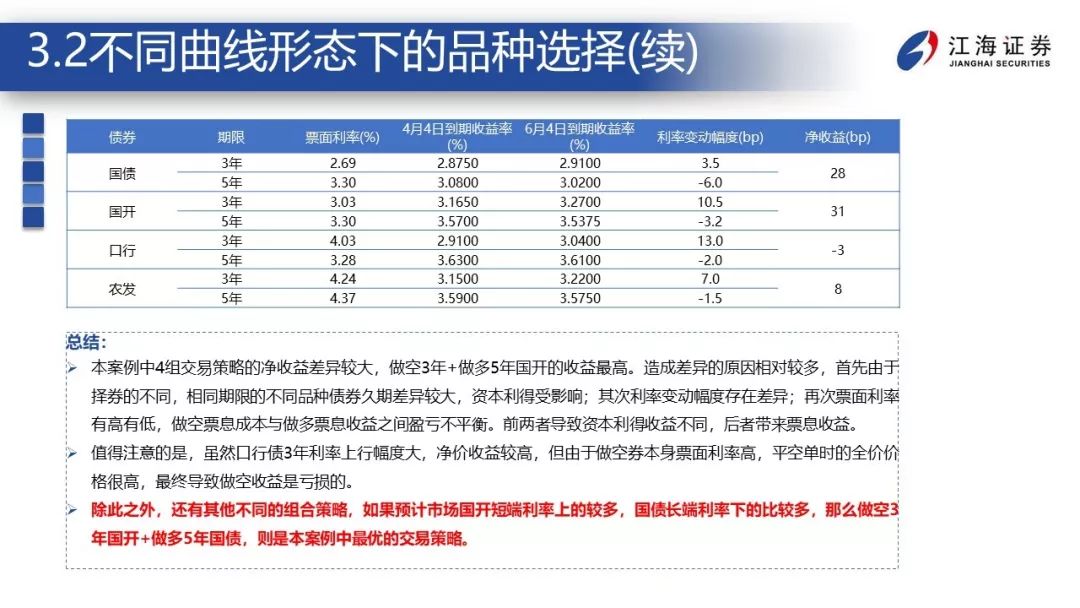 3.2不同曲线形态下的品种选择(续)
江海证券
JIANGHAI SECURITIES
债券 期限 票面利率(%) 4月4日到期收益率(%) 6月4日到期收益率(%) 利率变动幅度(bp) 净收益(bp)
国债 3年 2.69 2.8750 2.9100 3.5 28
5年 3.30 3.0800 3.0200 -6.0
国开 3年 3.03 3.1650 3.2700 10.5 31
5年 3.30 3.5700 3.5375 -3.2
口行 3年 4.03 2.9100 3.0400 13.0 -3
5年 3.28 3.6300 3.6100 -2.0
农发 3年 4.24 3.1500 3.2200 7.0 8
5年 4.37 3.5900 3.5750 -1.5
总结：
本案例中4组交易策略的净收益差异较大，做空3年+做多5年国开的收益最高。造成差异的原因相对较多，首先由于
择券的不同，相同期限的不同品种债券久期差异较大，资本利得受影响；其次利率变动幅度存在差异；再次票面利率
有高有低，做空票息成本与做多票息收益之间盈亏不平衡。前两者导致资本利得收益不同，后者带来票息收益。
值得注意的是，虽然口行债3年利率上行幅度大，净价收益较高，但由于做空券本身票面利率高，平空单时的全价价
格很高，最终导致做空收益是亏损的。
除此之外，还有其他不同的组合策略，如果预计市场国开短端利率上的较多，国债长端利率下的比较多，那么做空3
年国开+做多5年国债，则是本案例中最优的交易策略。